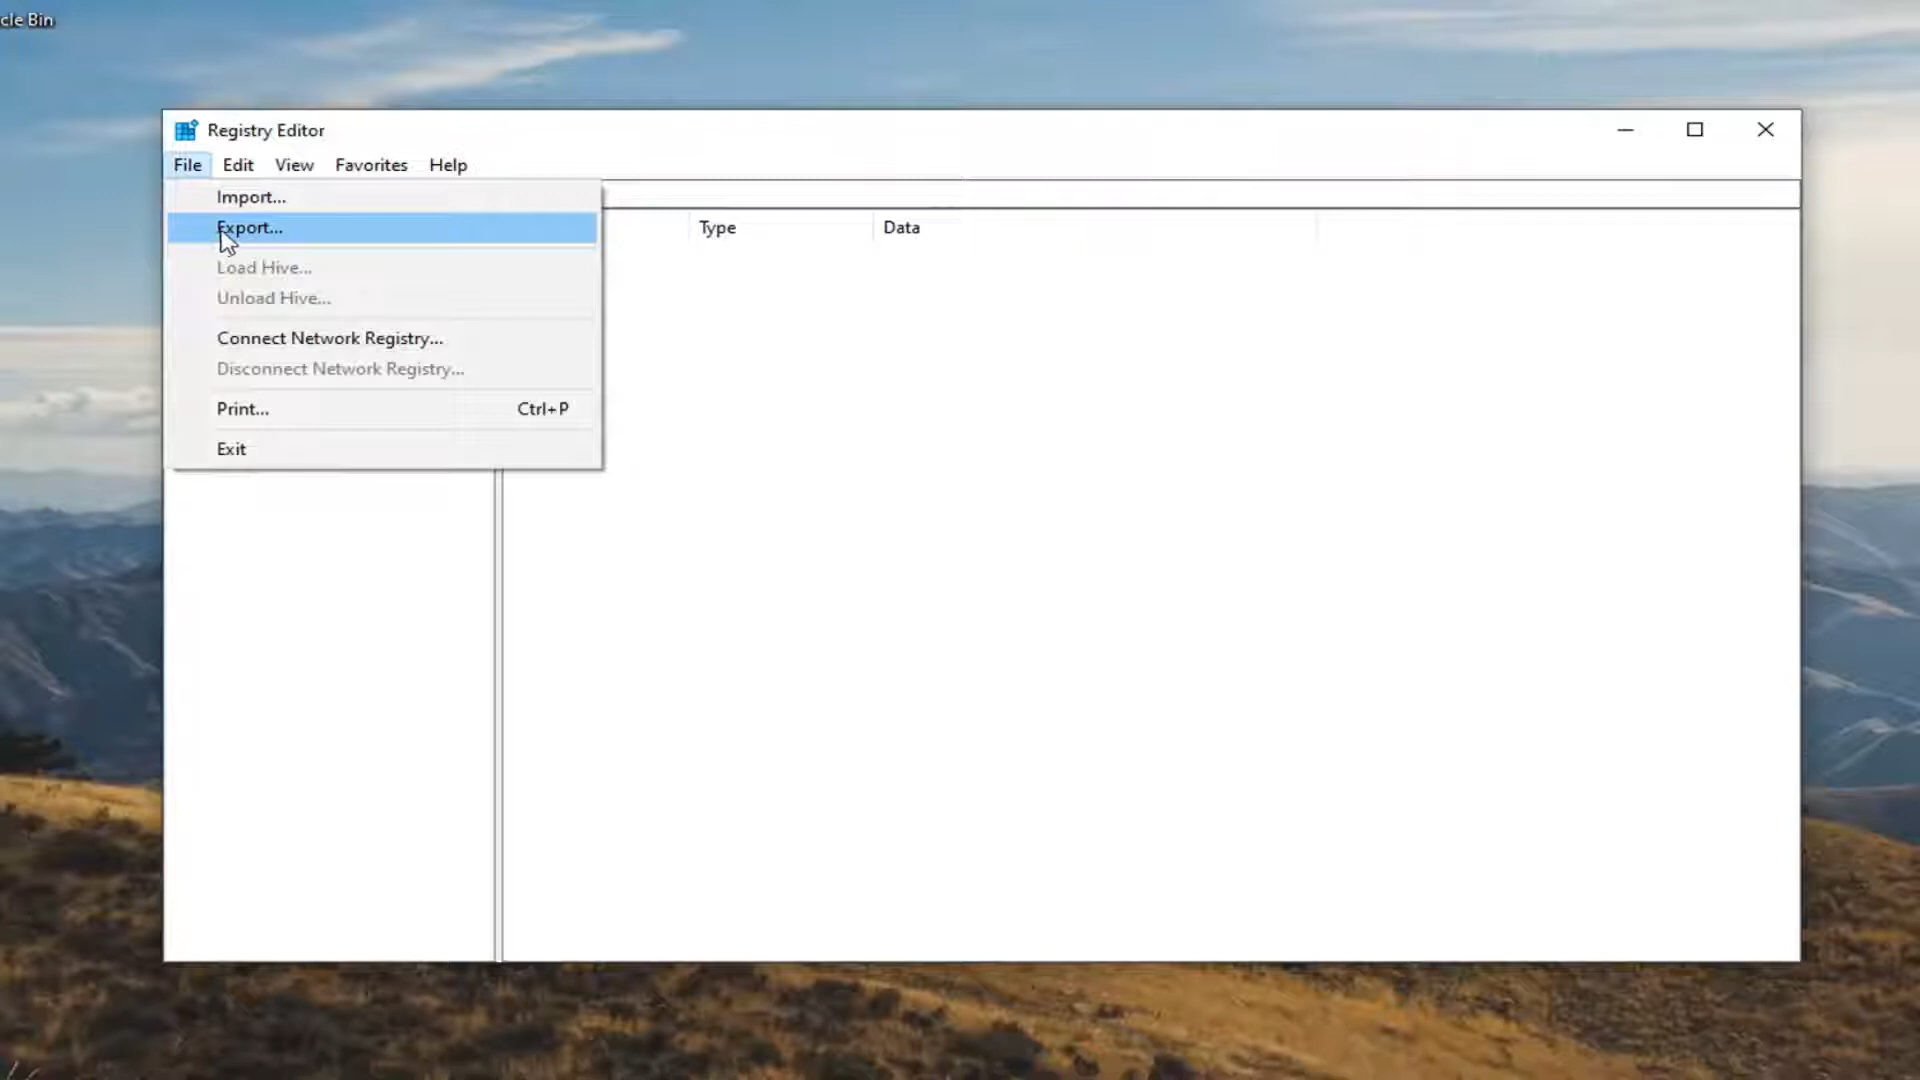 cle Bin
Registry Editor
File Edit View Favorites Help
Import...
Export...
Type Data
Load Hive...
Unload Hive...
Connect Network Registry...
Disconnect Network Registry...
Print... Ctrl+P
Exit